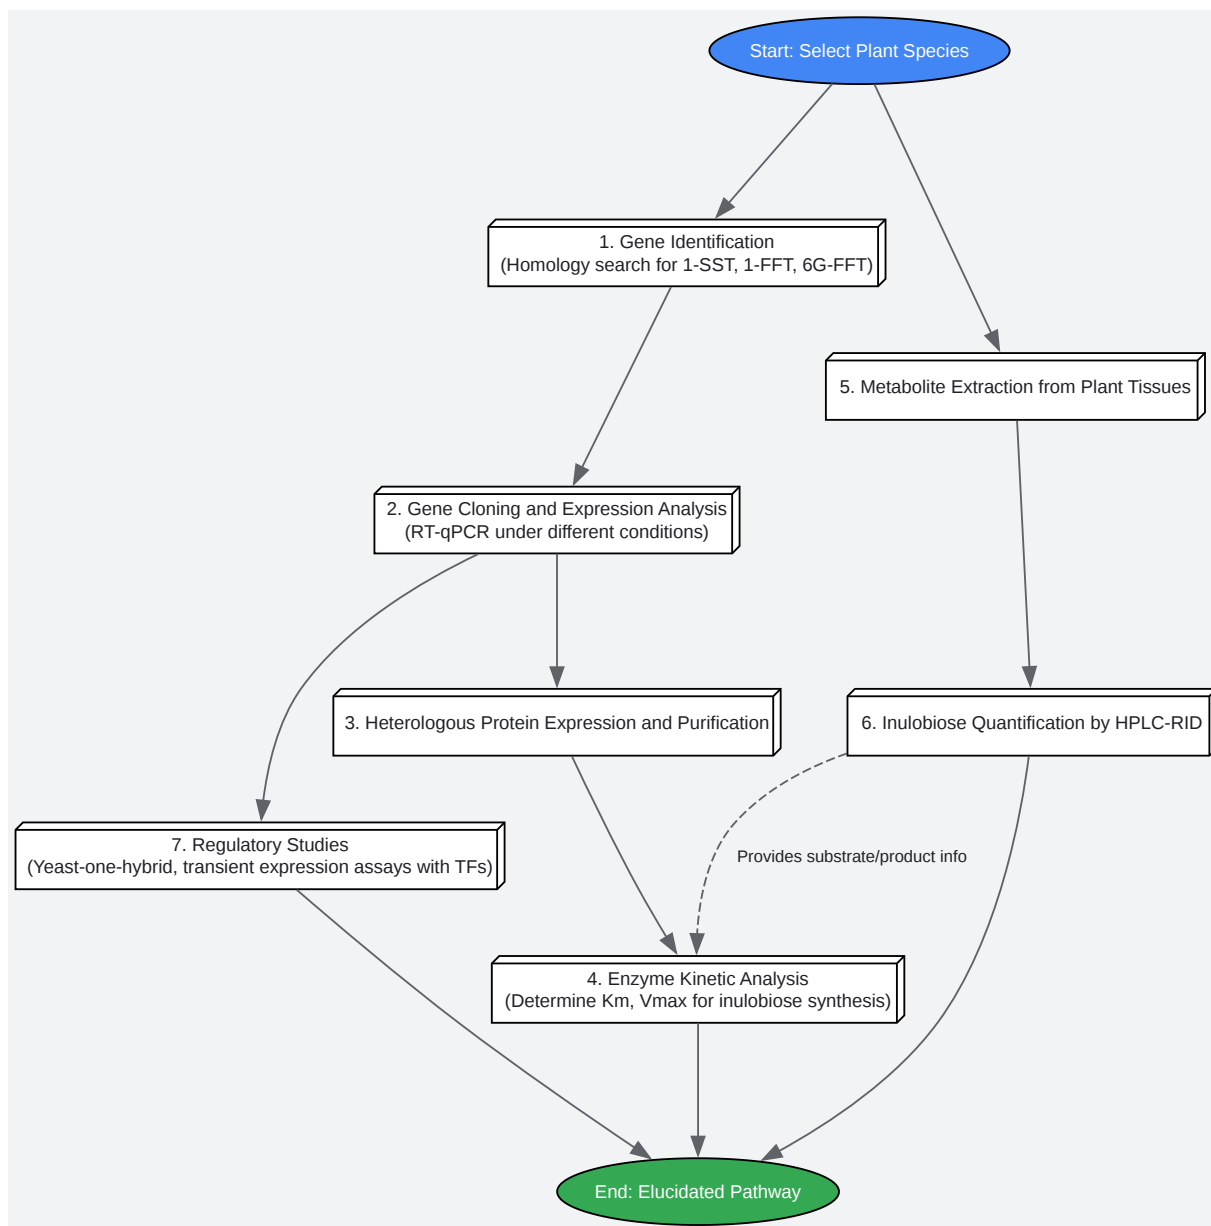 Start: Select Plant Species
1. Gene Identification
(Homology search for 1-SST, 1-FFT, 6G-FFT)
5. Metabolite Extraction from Plant Tissues
2. Gene Cloning and Expression Analysis
(RT-qPCR under different conditions)
3. Heterologous Protein Expression and Purification
6. Inulobiose Quantification by HPLC-RID
7. Regulatory Studies
(Yeast-one-hybrid, transient expression assays with TFs)
Provides substrate/product info
4. Enzyme Kinetic Analysis
(Determine Km, Vmax for inulobiose synthesis)
End: Elucidated Pathway